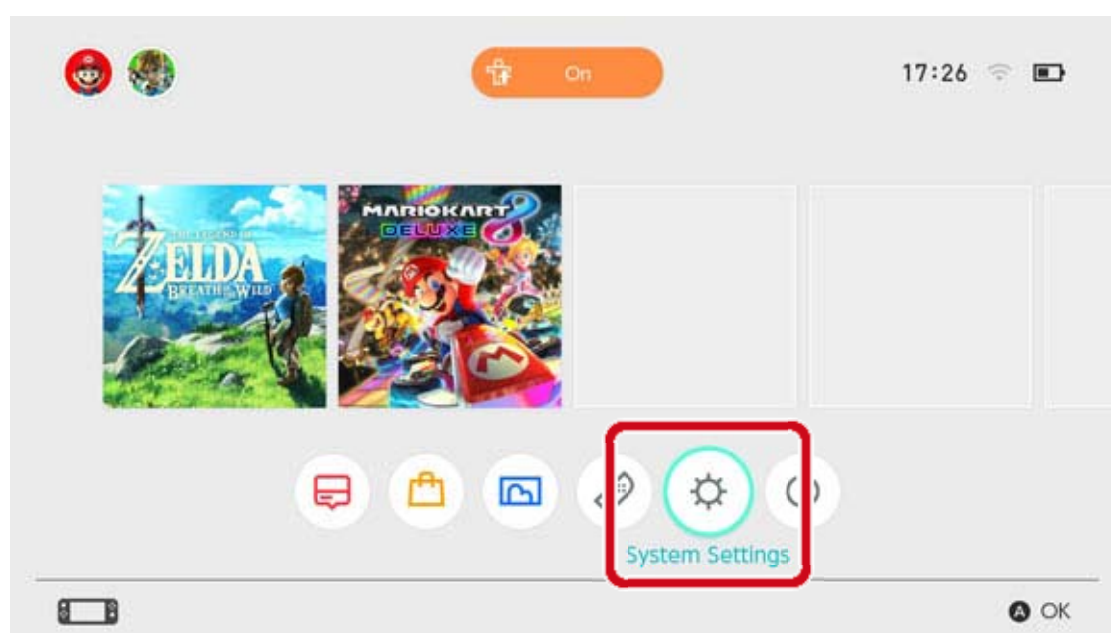 On
17:26
THE LEGEND OF
ZELDA
BREATH OF THE WILD
MARIOKART 8
DELUXE
M
System Settings
A OK